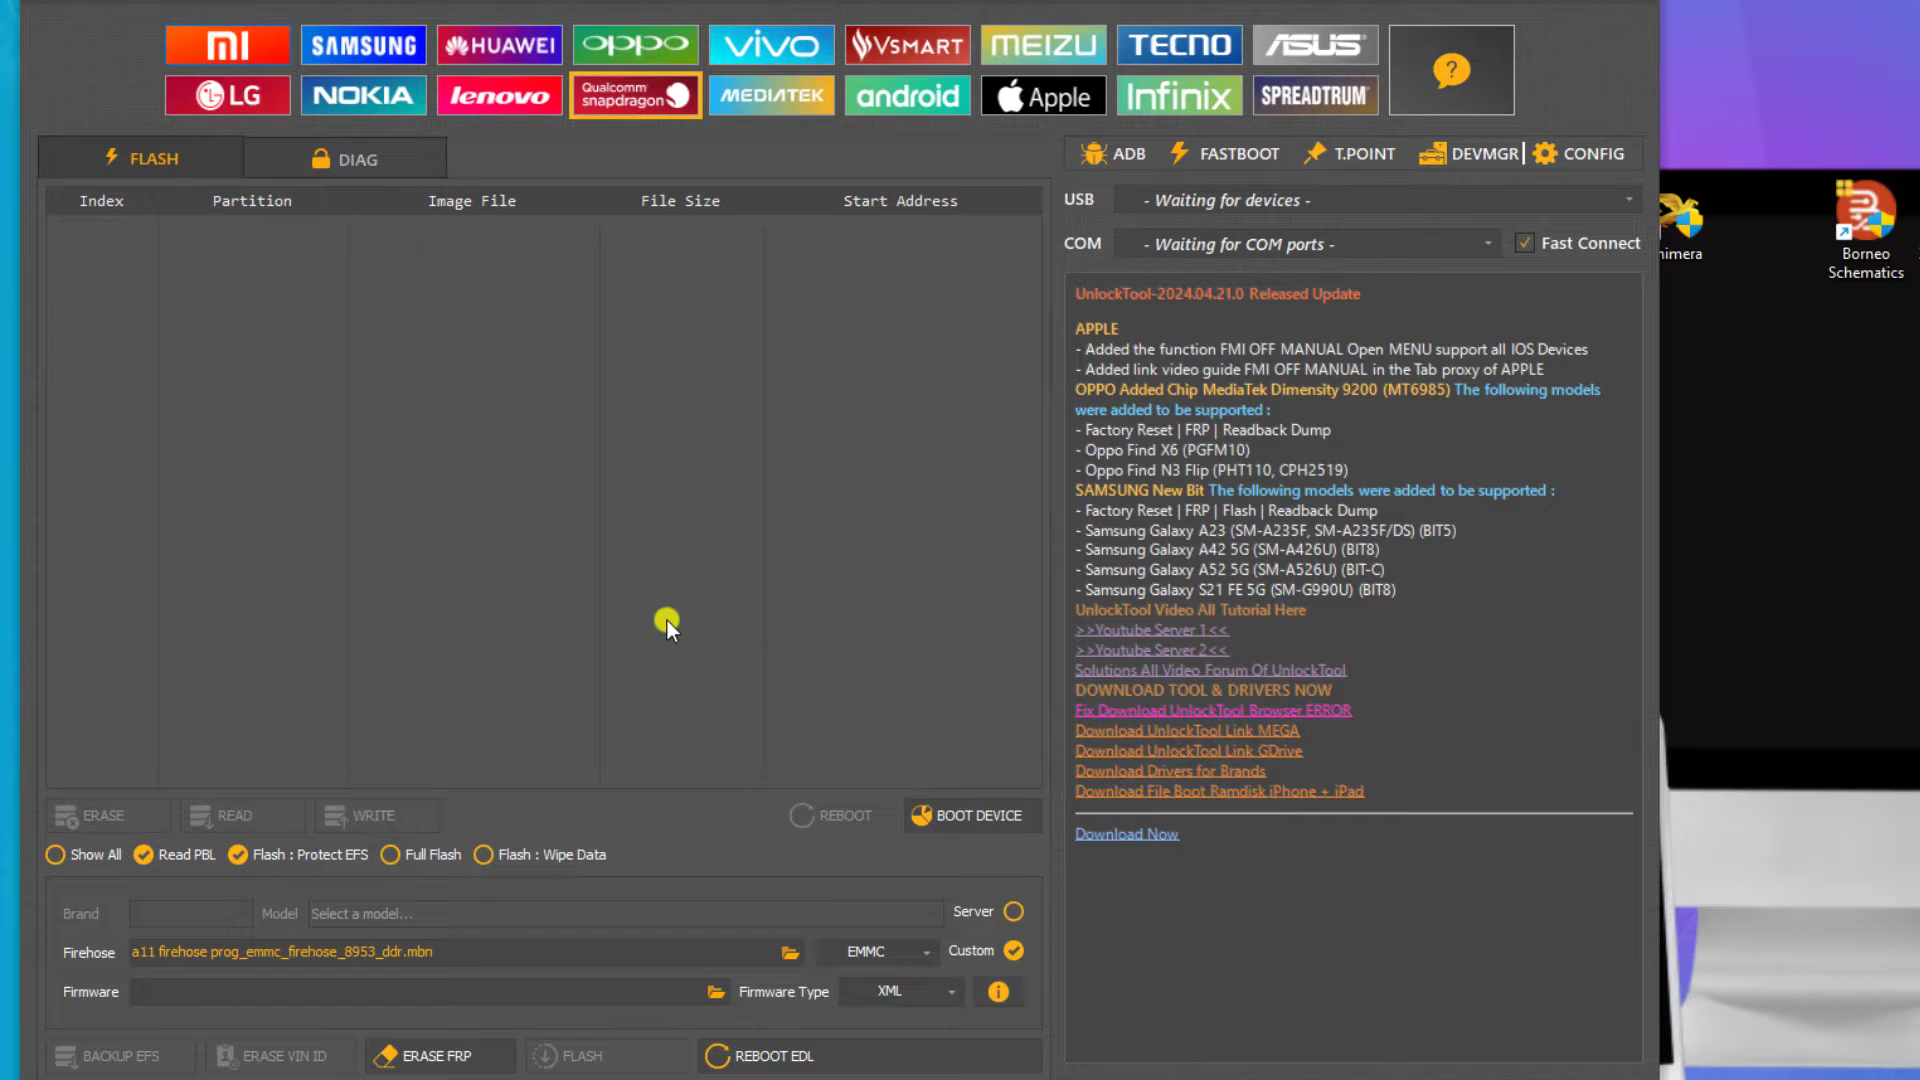 MI SAMSUNG HUAWEI oppo vivo VSMART MEIZU TECNO ASUS
LG NOKIA lenovo Qualcomm snapdragon MEDIATEK android Apple Infinix SPREADTRUM
?
FLASH DIAG
ADB FASTBOOT T.POINT DEVMGR CONFIG
Index Partition Image File File Size Start Address
USB - Waiting for devices -
COM - Waiting for COM ports - Fast Connect
UnlockTool-2024.04.21.0 Released Update
APPLE
- Added the function FMI OFF MANUAL Open MENU support all IOS Devices
- Added link video guide FMI OFF MANUAL in the Tab proxy of APPLE
OPPO Added Chip MediaTek Dimensity 9200 (MT6985) The following models
were added to be supported :
- Factory Reset | FRP | Readback Dump
- Oppo Find X6 (PGFM10)
- Oppo Find N3 Flip (PHT110, CPH2519)
SAMSUNG New Bit The following models were added to be supported :
- Factory Reset | FRP | Flash | Readback Dump
- Samsung Galaxy A23 (SM-A235F, SM-A235F/DS) (BIT5)
- Samsung Galaxy A42 5G (SM-A426U) (BIT8)
- Samsung Galaxy A52 5G (SM-A526U) (BIT-C)
- Samsung Galaxy S21 FE 5G (SM-G990U) (BIT8)
UnlockTool Video All Tutorial Here
>>Youtube Server 1<<
>>Youtube Server 2<<
Solutions All Video Forum Of UnlockTool
DOWNLOAD TOOL & DRIVERS NOW
Fix Download UnlockTool Browser ERROR
Download UnlockTool Link MEGA
Download UnlockTool Link GDrive
Download Drivers for Brands
Download File Boot Ramdisk iPhone + iPad
Download Now
ERASE READ WRITE REBOOT BOOT DEVICE
Show All Read PBL Flash : Protect EFS Full Flash Flash : Wipe Data
Brand Model Select a model... Server
Firehose a11 firehose prog_emmc_firehose_8953_ddr.mbn EMMC Custom
Firmware Firmware Type XML
BACKUP EFS ERASE VIN ID ERASE FRP FLASH REBOOT EDL
himera
Borneo
Schematics